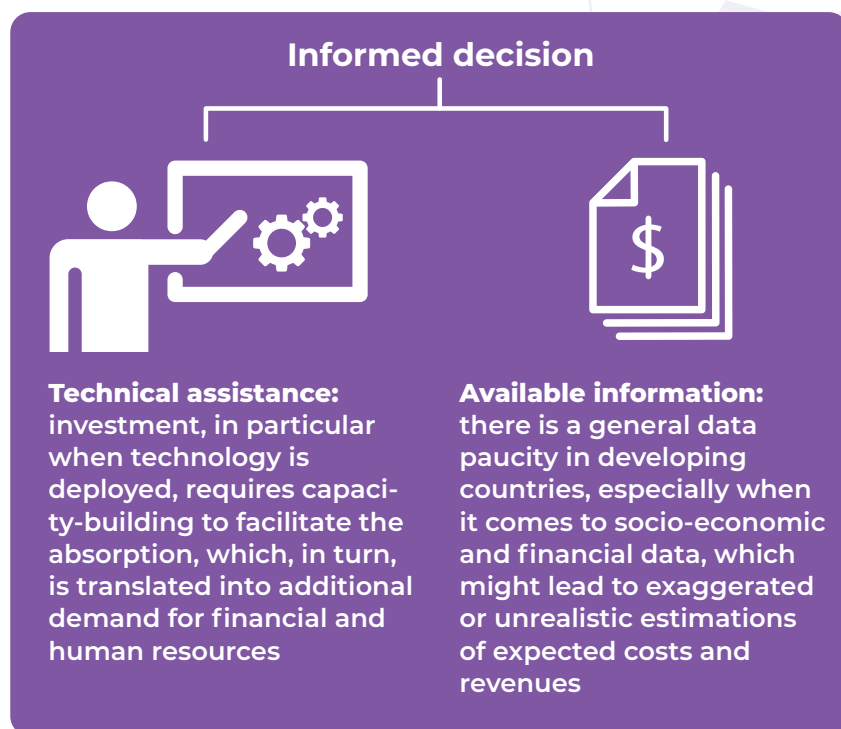 Informed decision
$
Technical assistance:
investment, in particular
when technology is
deployed, requires capaci-
ty-building to facilitate the
absorption, which, in turn,
is translated into additional
demand for financial and
human resources
Available information:
there is a general data
paucity in developing
countries, especially when
it comes to socio-economic
and financial data, which
might lead to exaggerated
or unrealistic estimations
of expected costs and
revenues